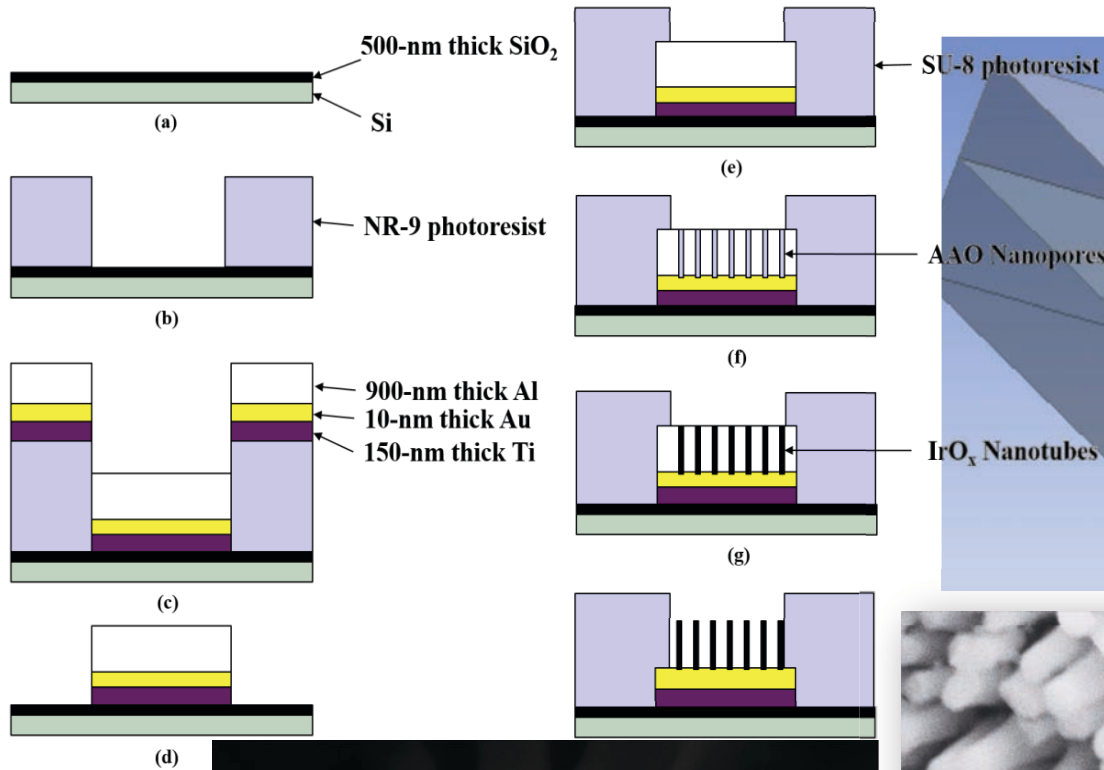 500-nm thick SiO₂
Si
(a)
NR-9 photoresist
(b)
900-nm thick Al
10-nm thick Au
150-nm thick Ti
(c)
(d)
SU-8 photoresist
(e)
AAO Nanopores
(f)
IrOₓ Nanotubes
(g)